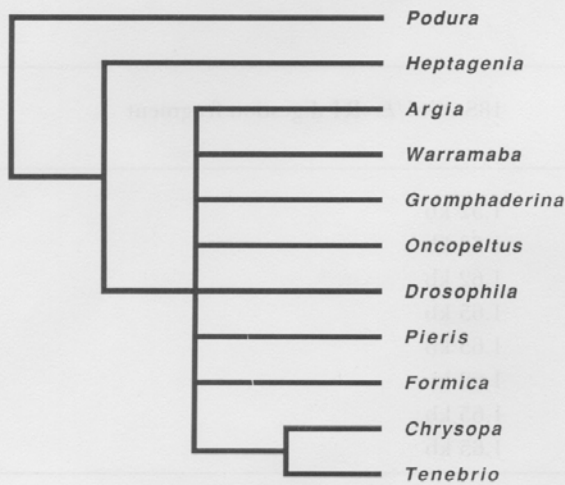 Podura
Heptagenia
Argia
Warramaba
Gromphaderina
Oncopeltus
Drosophila
Pieris
Formica
Chrysopa
Tenebrio